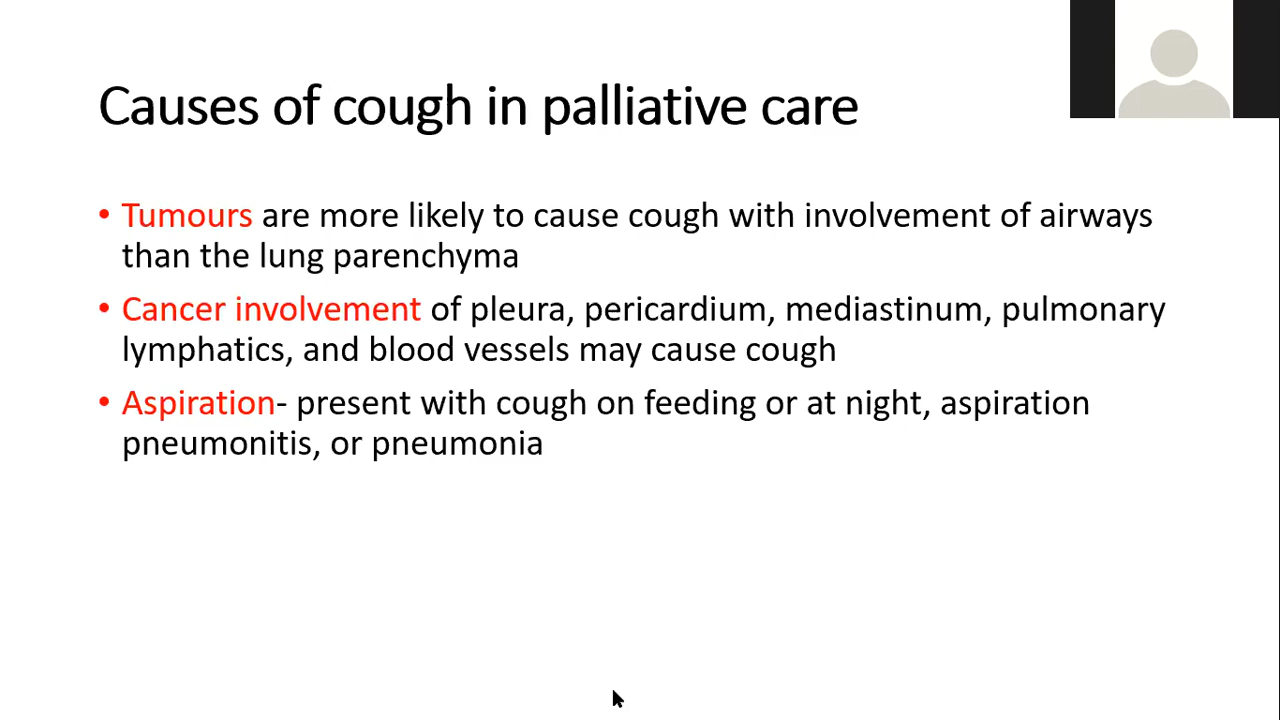 Causes of cough in palliative care
• Tumours are more likely to cause cough with involvement of airways
than the lung parenchyma
• Cancer involvement of pleura, pericardium, mediastinum, pulmonary
lymphatics, and blood vessels may cause cough
• Aspiration- present with cough on feeding or at night, aspiration
pneumonitis, or pneumonia